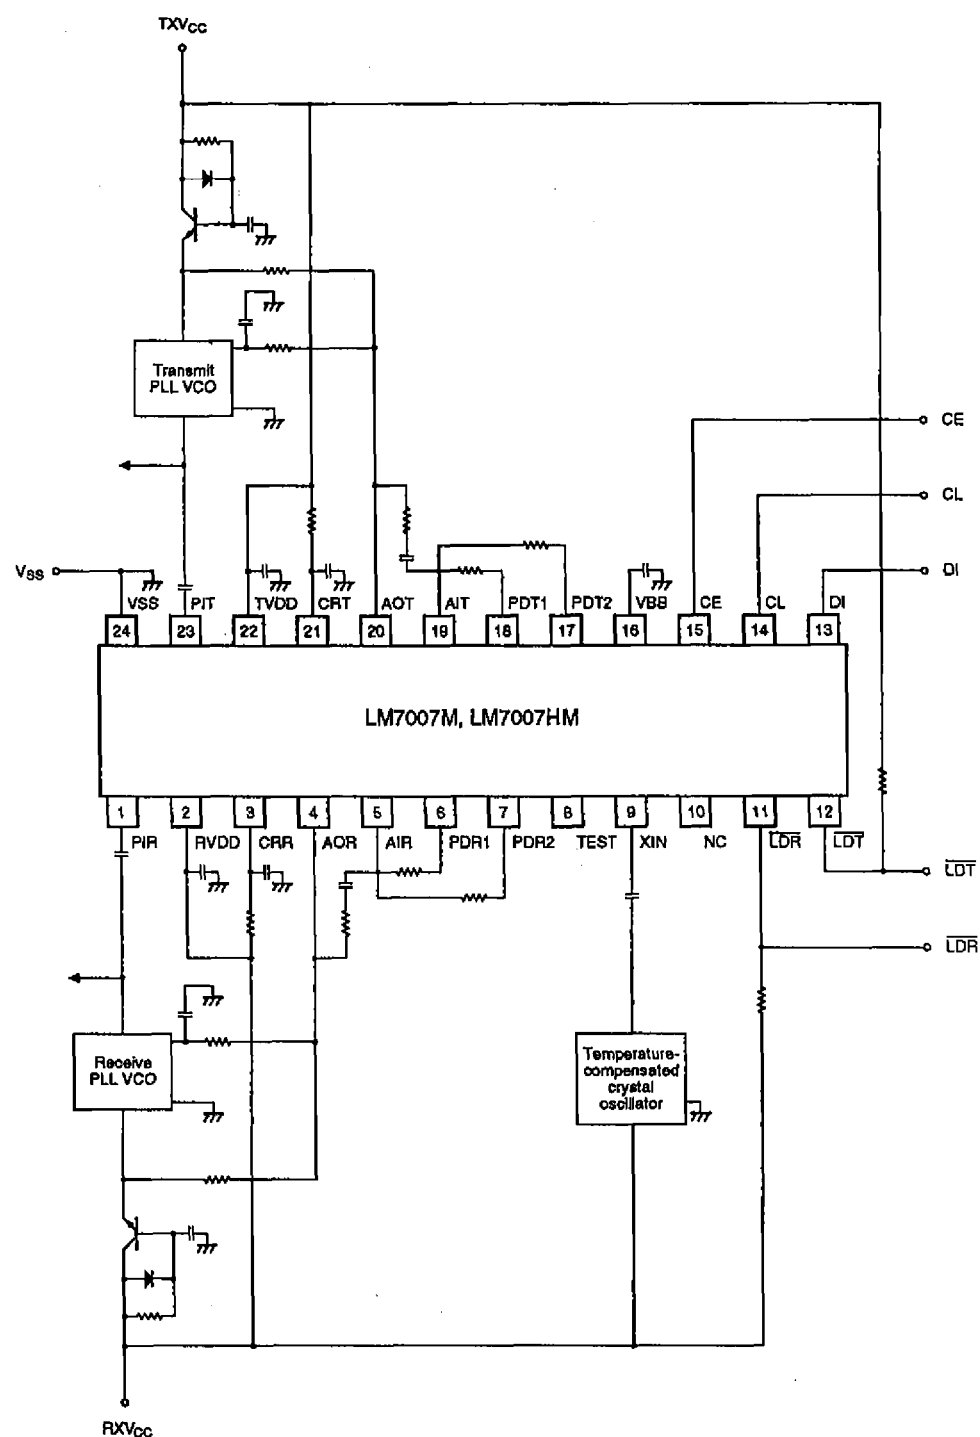 TXVCC
Transmit
PLL VCO
CE
CL
DI
VSS
VSS PIT TVDD CRT AOT AIT PDT1 PDT2 VBB CE CL DI
24 23 22 21 20 19 18 17 16 15 14 13
LM7007M, LM7007HM
1 2 3 4 5 6 7 8 9 10 11 12
PIR RVDD CRR AOR AIR PDR1 PDR2 TEST XIN NC LDR LDT
LDT
LDR
Receive
PLL VCO
Temperature-
compensated
crystal
oscillator
RXVCC